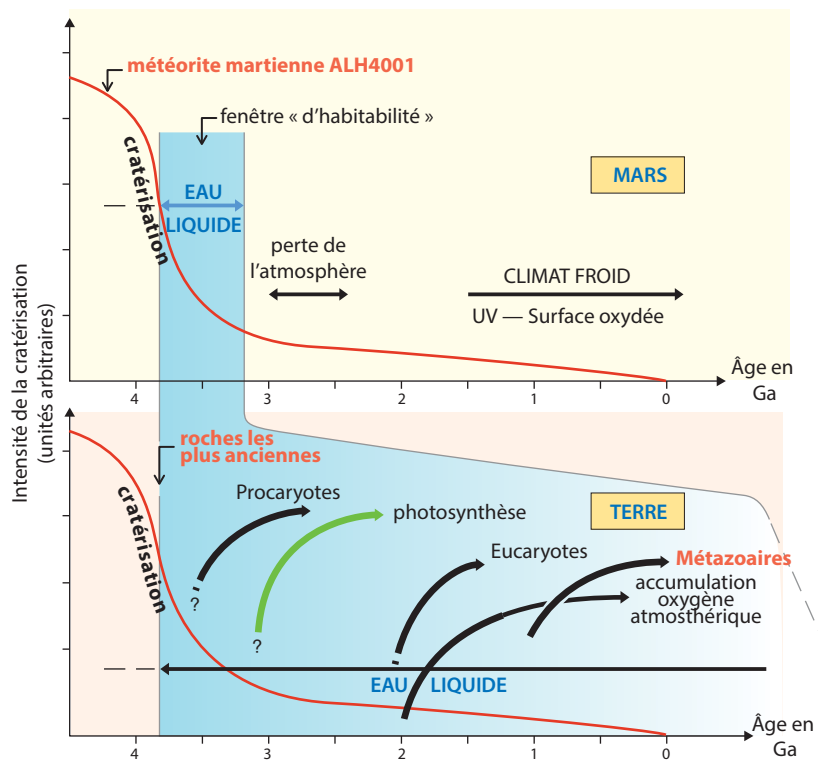 météorite martienne ALH4001
fenêtre « d’habitabilité »
cratérisation
EAU
LIQUIDE
MARS
perte de
l’atmosphère
CLIMAT FROID
UV — Surface oxydée
Âge en
Ga
4
3
2
1
0
Intensité de la cratérisation
(unités arbitraires)
roches les
plus anciennes
cratérisation
Procaryotes
photosynthèse
TERRE
Eucaryotes
Métazoaires
accumulation
oxygène
atmosthérique
?
?
EAU LIQUIDE
Âge en
Ga
4
3
2
1
0